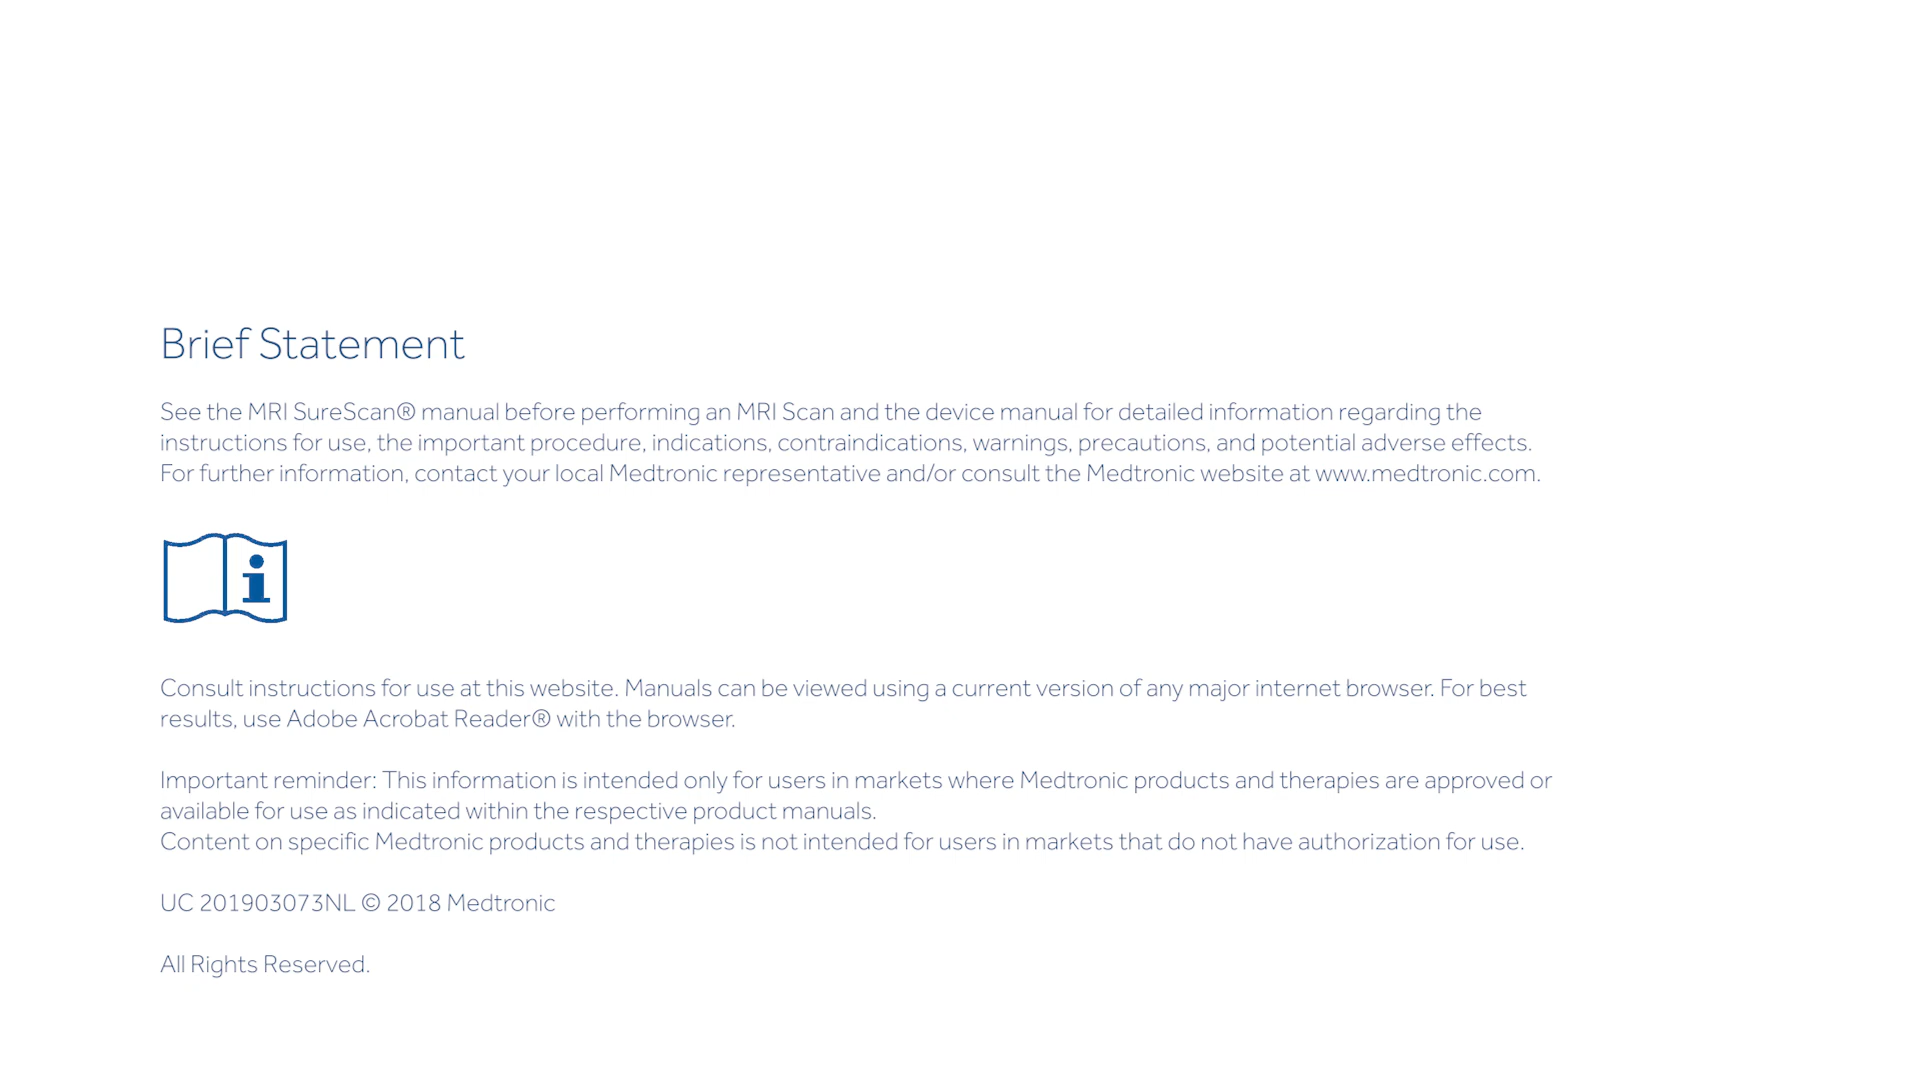 Brief Statement
See the MRI SureScan® manual before performing an MRI Scan and the device manual for detailed information regarding the
instructions for use, the important procedure, indications, contraindications, warnings, precautions, and potential adverse effects.
For further information, contact your local Medtronic representative and/or consult the Medtronic website at www.medtronic.com.
i
Consult instructions for use at this website. Manuals can be viewed using a current version of any major internet browser. For best
results, use Adobe Acrobat Reader® with the browser.
Important reminder: This information is intended only for users in markets where Medtronic products and therapies are approved or
available for use as indicated within the respective product manuals.
Content on specific Medtronic products and therapies is not intended for users in markets that do not have authorization for use.
UC 201903073NL © 2018 Medtronic
All Rights Reserved.